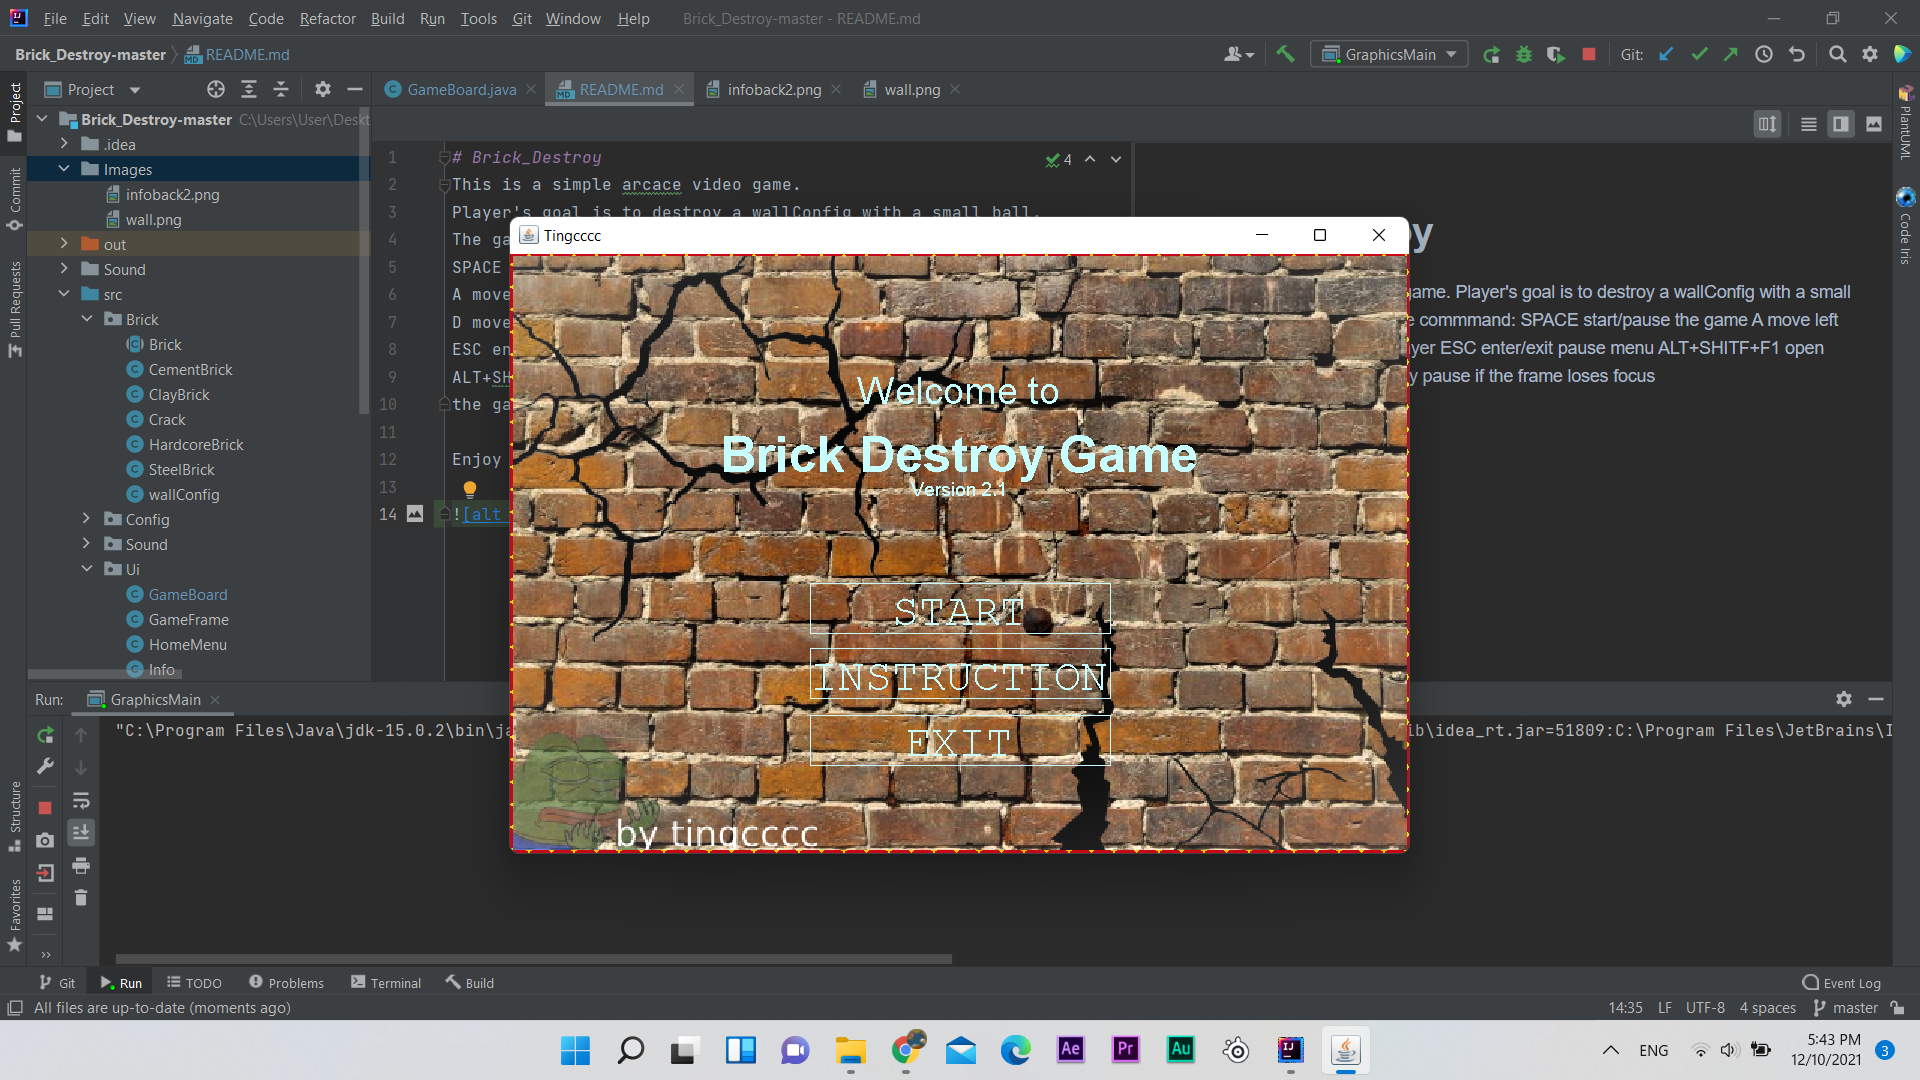 File Edit View Navigate Code Refactor Build Run Tools Git Window Help Brick_Destroy-master - README.md
Brick_Destroy-master README.md
GraphicsMain Git:
Project
GameBoard.java README.md infoback2.png wall.png
Brick_Destroy-master C:\Users\User\Deskt
.idea
Images
infoback2.png
wall.png
out
Sound
src
Brick
Brick
CementBrick
ClayBrick
Crack
HardcoreBrick
SteelBrick
wallConfig
Config
Sound
Ui
GameBoard
GameFrame
HomeMenu
Info
Project
Commit
Pull Requests
Structure
Favorites
PlantUML
Code Iris
4
1 # Brick_Destroy
2 This is a simple arcace video game.
3 Player's goal is to destroy a wallConfig with a small ball.
4 The ga
5 SPACE
6 A move
7 D move
8 ESC en
9 ALT+SH
10 the ga
11
12 Enjoy
13
14 ![alt
y
ame. Player's goal is to destroy a wallConfig with a small
commmand: SPACE start/pause the game A move left
yer ESC enter/exit pause menu ALT+SHITF+F1 open
y pause if the frame loses focus
Tingcccc
Welcome to
Brick Destroy Game
Version 2.1
START
INSTRUCTION
EXIT
by tingcccc
Run: GraphicsMain
"C:\Program Files\Java\jdk-15.0.2\bin\ja
ib\idea_rt.jar=51809:C:\Program Files\JetBrains\I
Git Run TODO Problems Terminal Build Event Log
All files are up-to-date (moments ago) 14:35 LF UTF-8 4 spaces master
Ae Pr Au
ENG
5:43 PM
12/10/2021
3